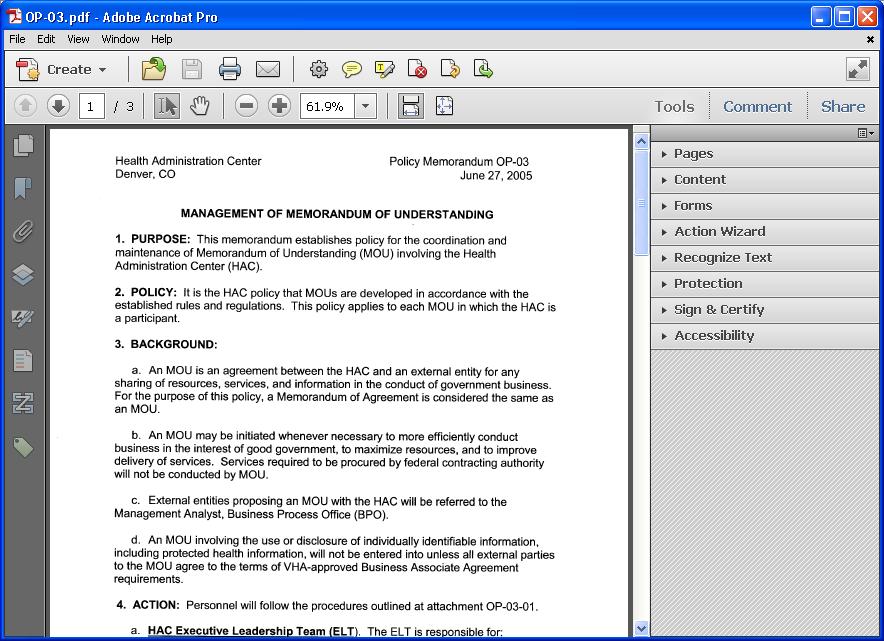 OP-03.pdf - Adobe Acrobat Pro
File Edit View Window Help
Create
1 / 3 61.9% Tools Comment Share
Health Administration Center Policy Memorandum OP-03
Denver, CO June 27, 2005
MANAGEMENT OF MEMORANDUM OF UNDERSTANDING
1. PURPOSE: This memorandum establishes policy for the coordination and
maintenance of Memorandum of Understanding (MOU) involving the Health
Administration Center (HAC).
2. POLICY: It is the HAC policy that MOUs are developed in accordance with the
established rules and regulations. This policy applies to each MOU in which the HAC is
a participant.
3. BACKGROUND:
a. An MOU is an agreement between the HAC and an external entity for any
sharing of resources, services, and information in the conduct of government business.
For the purpose of this policy, a Memorandum of Agreement is considered the same as
an MOU.
b. An MOU may be initiated whenever necessary to more efficiently conduct
business in the interest of good government, to maximize resources, and to improve
delivery of services. Services required to be procured by federal contracting authority
will not be conducted by MOU.
c. External entities proposing an MOU with the HAC will be referred to the
Management Analyst, Business Process Office (BPO).
d. An MOU involving the use or disclosure of individually identifiable information,
including protected health information, will not be entered into unless all external parties
to the MOU agree to the terms of VHA-approved Business Associate Agreement
requirements.
4. ACTION: Personnel will follow the procedures outlined at attachment OP-03-01.
a. HAC Executive Leadership Team (ELT). The ELT is responsible for:
Pages
Content
Forms
Action Wizard
Recognize Text
Protection
Sign & Certify
Accessibility